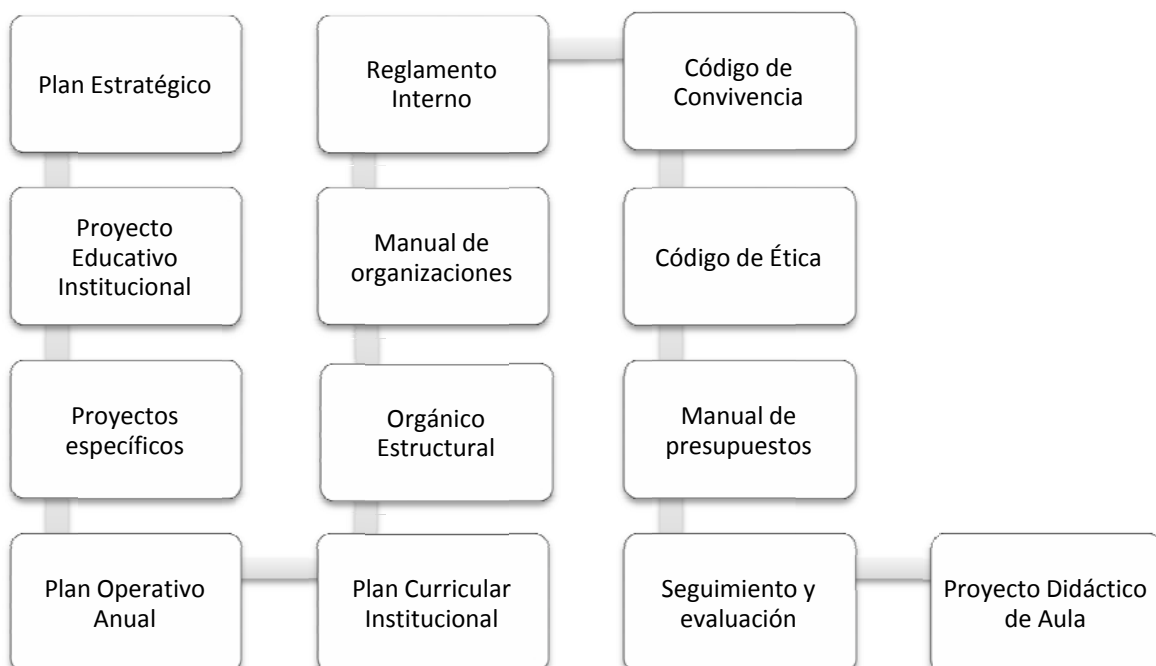 Plan Estratégico
Proyecto
Educativo
Institucional
Proyectos
específicos
Plan Operativo
Anual
Plan Curricular
Institucional
Orgánico
Estructural
Manual de
organizaciones
Reglamento
Interno
Código de
Convivencia
Código de Ética
Manual de
presupuestos
Seguimiento y
evaluación
Proyecto Didáctico
de Aula